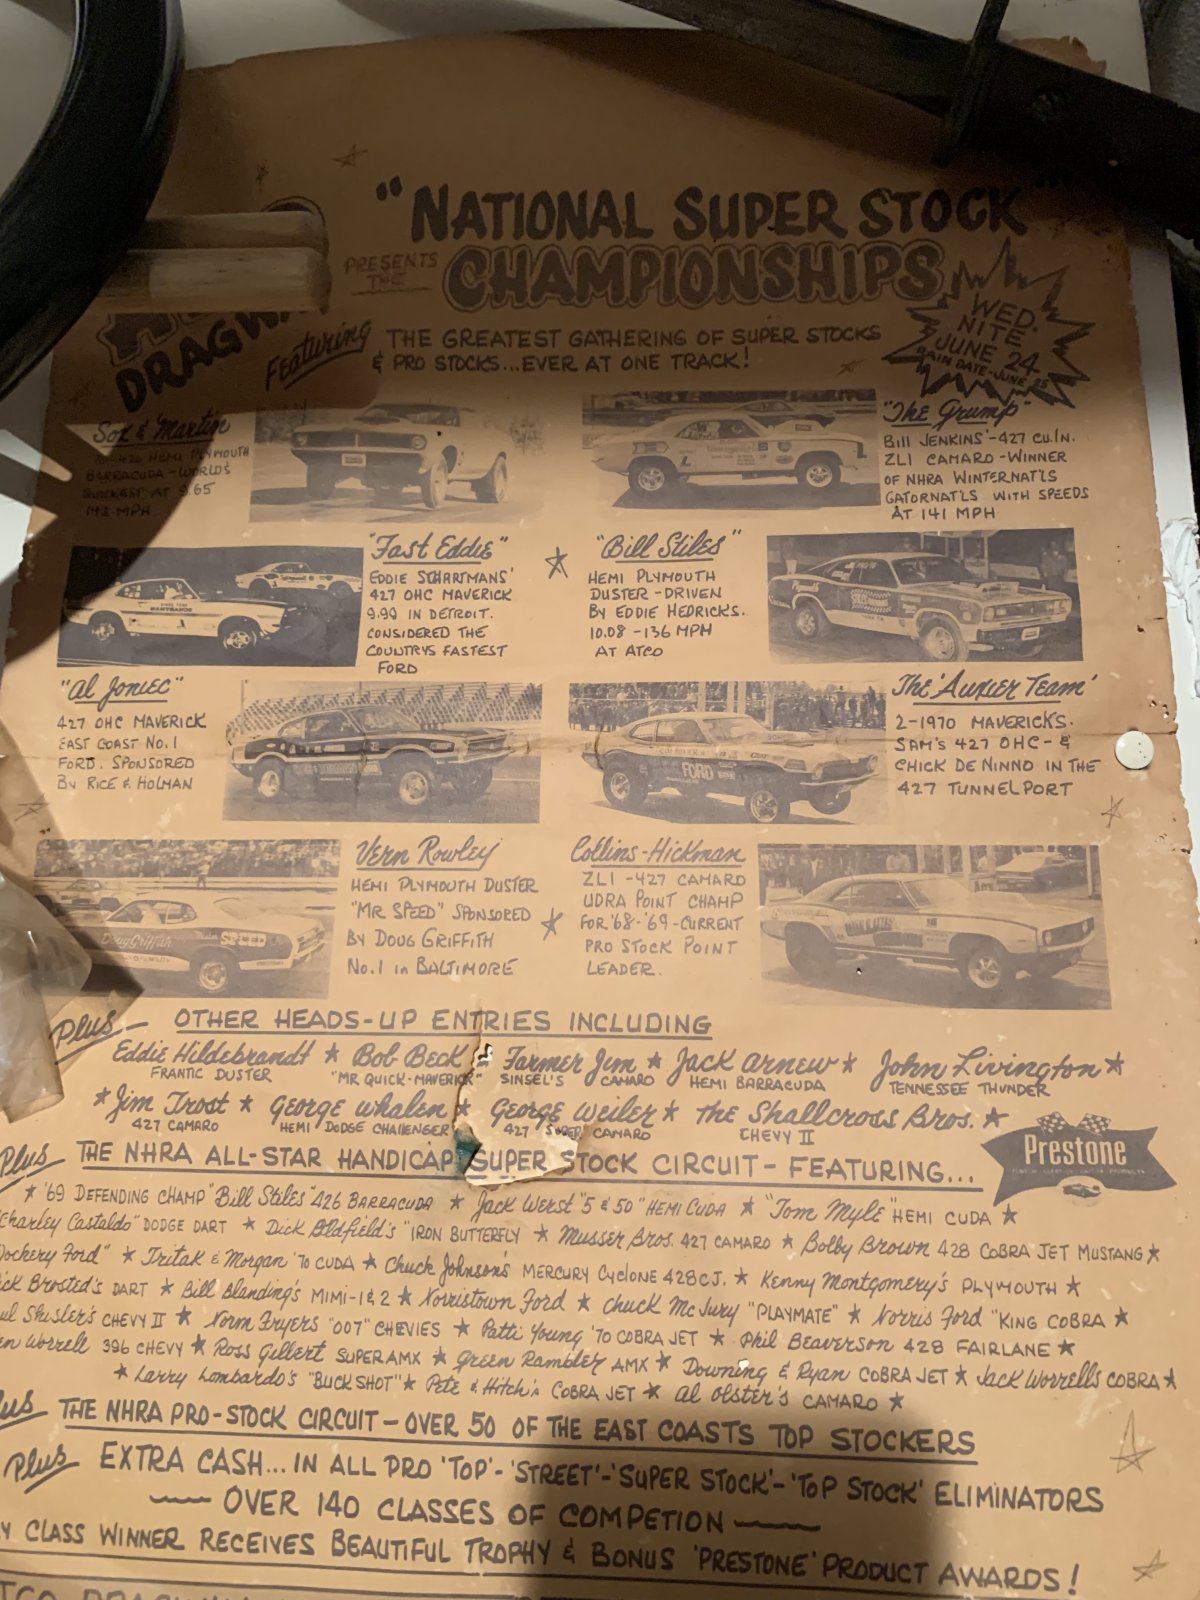 "NATIONAL SUPER STOCK"
PRESENTS
THE
CHAMPIONSHIPS
DRAGWAY
Featuring
THE GREATEST GATHERING OF SUPER STOCKS
& PRO STOCKS...EVER AT ONE TRACK!
WED.
NITE
JUNE 24
RAIN DATE-JUNE 25
Sox & Martin
'70-426 HEMI PLYMOUTH
BARRACUDA-WORLD'S
QUICKEST AT 9.65
143 MPH
"The Grump"
BILL JENKINS'-427 CU.IN.
ZL1 CAMARO-WINNER
OF NHRA WINTERNAT'LS
GATORNAT'LS WITH SPEEDS
AT 141 MPH
"Fast Eddie"
EDDIE SCHARTMANS'
427 OHC MAVERICK
9.99 IN DETROIT.
CONSIDERED THE
COUNTRYS FASTEST
FORD
"Bill Stiles"
HEMI PLYMOUTH
DUSTER-DRIVEN
BY EDDIE HEDRICKS.
10.08-136 MPH
AT ATCO
"Al Joniec"
427 OHC MAVERICK
EAST COAST NO.1
FORD. SPONSORED
BY RICE & HOLMAN
FORD
The 'Auxier Team'
2-1970 MAVERICK'S.
SAM'S 427 OHC-&
CHICK DE NINNO IN THE
427 TUNNELPORT
Doug Griffith
SPEED
Vern Rowley
HEMI PLYMOUTH DUSTER
"MR SPEED" SPONSORED
BY DOUG GRIFFITH
NO.1 in BALTIMORE
Collins-Hickman
ZL1-427 CAMARO
UDRA POINT CHAMP
FOR '68-'69-CURRENT
PRO STOCK POINT
LEADER.
Plus- OTHER HEADS-UP ENTRIES INCLUDING
Eddie Hildebrandt ★ Bob Beck ★ Farmer Jim ★ Jack Arnew ★ John Livington ★
FRANTIC DUSTER "MR QUICK-MAVERICK" SINSEL'S CAMARO HEMI BARRACUDA TENNESSEE THUNDER
★ Jim Trost ★ George Whalen ★ George Weiler ★ The Shallcross Bros. ★
427 CAMARO HEMI DODGE CHALLENGER 427 "SUPER" CAMARO CHEVY II
Plus THE NHRA ALL-STAR HANDICAP SUPER STOCK CIRCUIT-FEATURING...
Prestone
★ '69 DEFENDING CHAMP "Bill Stiles" 426 BARRACUDA ★ Jack Werst "5 & 50" HEMI CUDA ★ "Tom Myle" HEMI CUDA ★
Charley Castaldo" DODGE DART ★ Dick Oldfield's "IRON BUTTERFLY ★ Musser Bros. 427 CAMARO ★ Bolby Brown 428 COBRA JET MUSTANG ★
Dockery Ford" ★ Tritak & Morgan '70 CUDA ★ Chuck Johnson's MERCURY CYCLONE 428CJ. ★ Kenny Montgomery's PLYMOUTH ★
Brosted's DART ★ Bill Blanding's MIMI-1&2 ★ Norristown Ford ★ Chuck McJury "PLAYMATE" ★ Norris Ford "KING COBRA ★
Shisler's CHEVY II ★ Norm Fryers "007" CHEVIES ★ Patti Young '70 COBRA JET ★ Phil Beaverson 428 FAIRLANE ★
Worrell 396 CHEVY ★ Ross Gilbert SUPER AMX ★ Green Rambler AMX ★ Downing & Ryan COBRA JET ★ Jack Worrells COBRA ★
★ Larry Lombardo's "BUCKSHOT" ★ Pete & Hitch's COBRA JET ★ Al Olster's CAMARO ★
THE NHRA PRO-STOCK CIRCUIT-OVER 50 OF THE EAST COASTS TOP STOCKERS
Plus EXTRA CASH...IN ALL PRO 'TOP'-'STREET'-'SUPER STOCK'-'TOP STOCK' ELIMINATORS
OVER 140 CLASSES OF COMPETION
CLASS WINNER RECEIVES BEAUTIFUL TROPHY & BONUS 'PRESTONE' PRODUCT AWARDS!